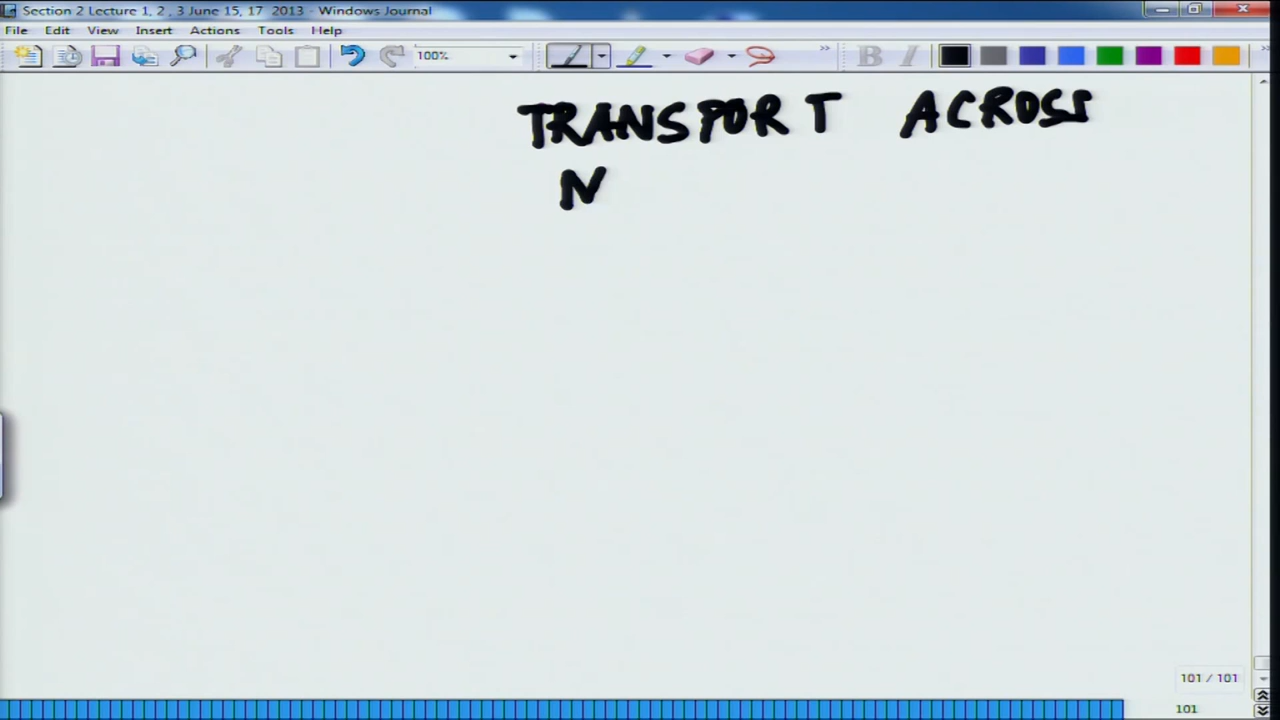 Section 2 Lecture 1, 2 , 3 June 15, 17 2013 - Windows Journal
File Edit View Insert Actions Tools Help
100% B I
TRANSPORT ACROSS
N
101 / 101
101